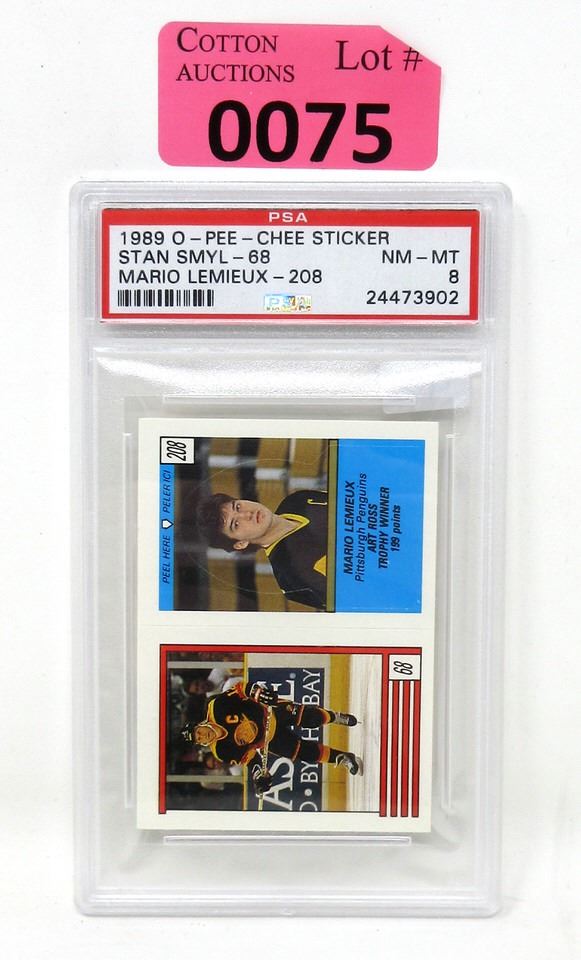 COTTON AUCTIONS
Lot #
0075
PSA
1989 O-PEE-CHEE STICKER
STAN SMYL-68 NM-MT
MARIO LEMIEUX-208 8
24473902
208
PEEL HERE PELER ICI
MARIO LEMIEUX
Pittsburgh Penguins
ART ROSS
TROPHY WINNER
199 points
68
BY H BAY